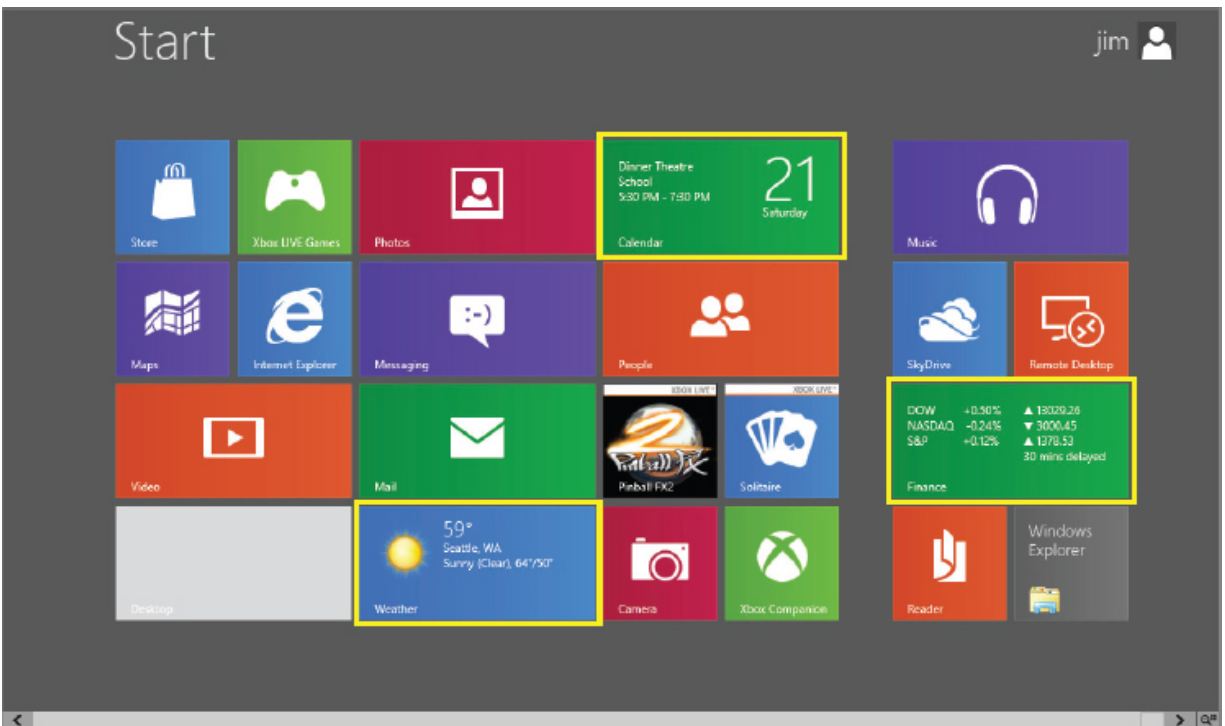 Start
jim
Dinner Theatre
School
5:30 PM - 7:30 PM
21
Saturday
Store
Xbox LIVE Games
Photos
Calendar
Music
:-)
Maps
Internet Explorer
Messaging
People
SkyDrive
Remote Desktop
XBOX LIVE
XBOX LIVE
DOW +0.50% ▲ 13029.26
NASDAQ -0.24% ▼ 3000.45
S&P +0.12% ▲ 1378.53
30 mins delayed
2
Pinball FX
Video
Mail
Pinball FX2
Solitaire
Finance
59°
Seattle, WA
Sunny (Clear), 64°/50°
Windows
Explorer
Desktop
Weather
Camera
Xbox Companion
Reader